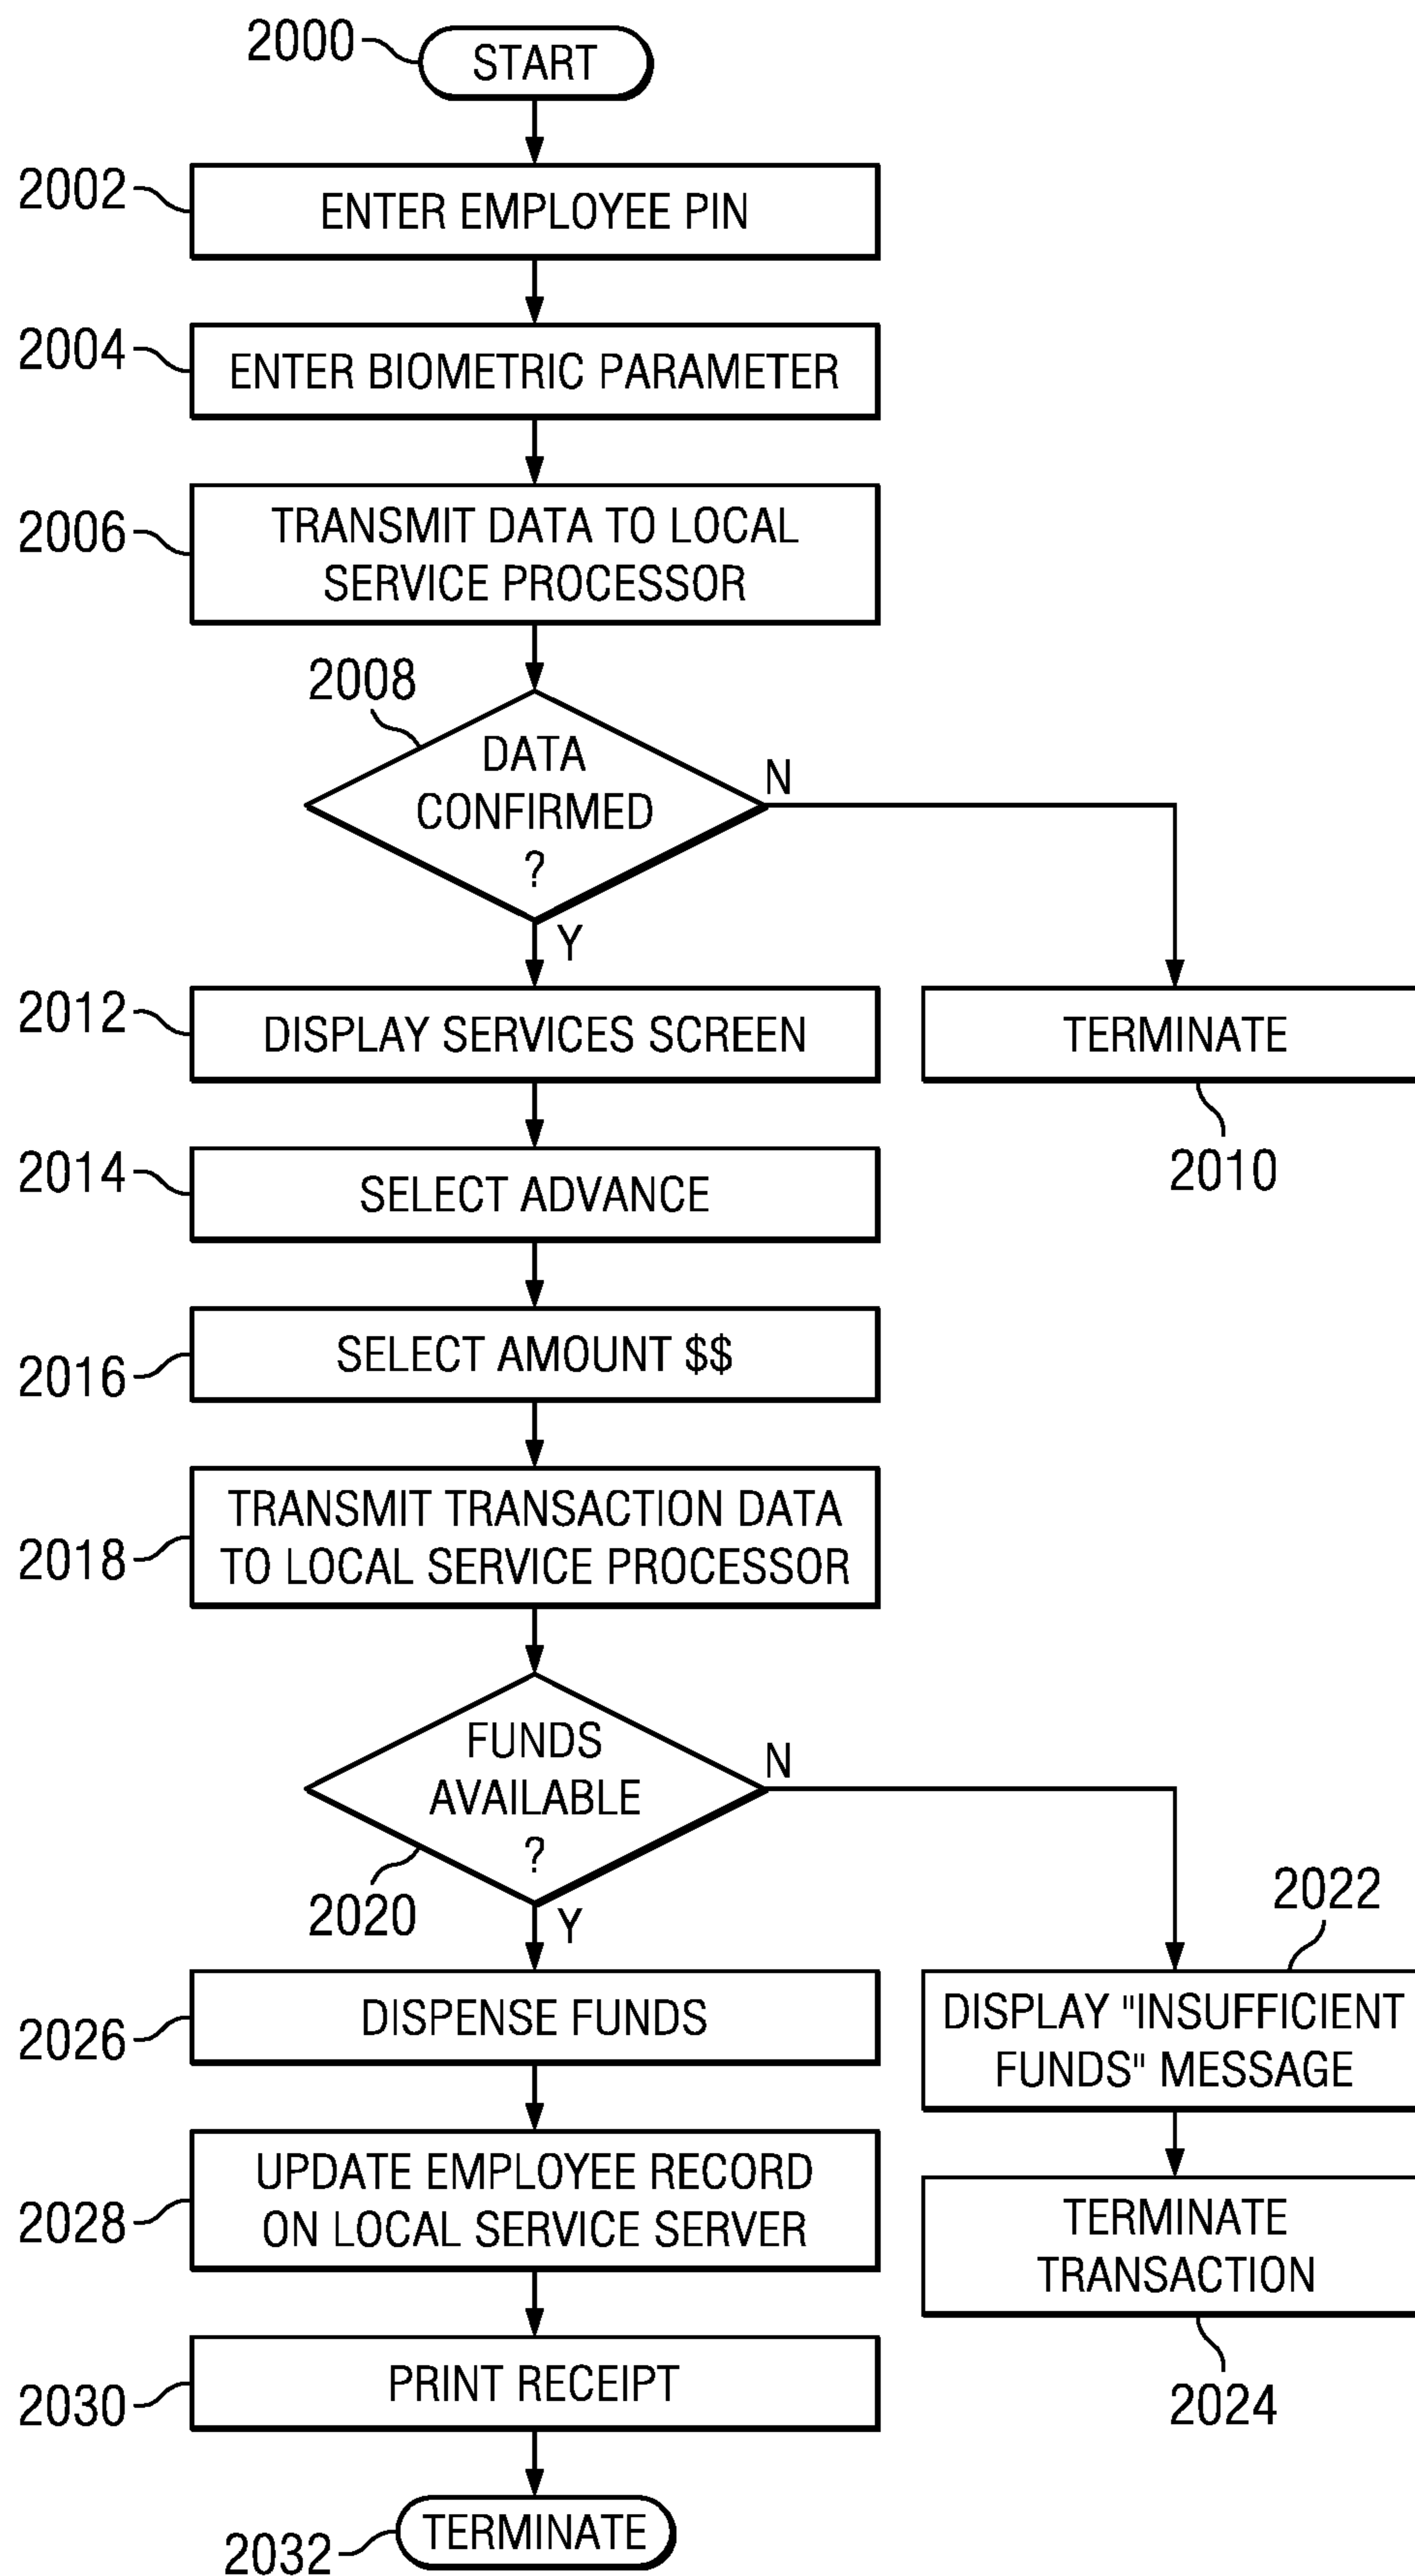 2000
START
2002
ENTER EMPLOYEE PIN
2004
ENTER BIOMETRIC PARAMETER
2006
TRANSMIT DATA TO LOCAL
SERVICE PROCESSOR
2008
DATA
CONFIRMED
?
N
Y
2012
DISPLAY SERVICES SCREEN
TERMINATE
2010
2014
SELECT ADVANCE
2016
SELECT AMOUNT $$
2018
TRANSMIT TRANSACTION DATA
TO LOCAL SERVICE PROCESSOR
FUNDS
AVAILABLE
?
N
2020
Y
2022
2026
DISPENSE FUNDS
DISPLAY "INSUFFICIENT
FUNDS" MESSAGE
2028
UPDATE EMPLOYEE RECORD
ON LOCAL SERVICE SERVER
TERMINATE
TRANSACTION
2024
2030
PRINT RECEIPT
2032
TERMINATE